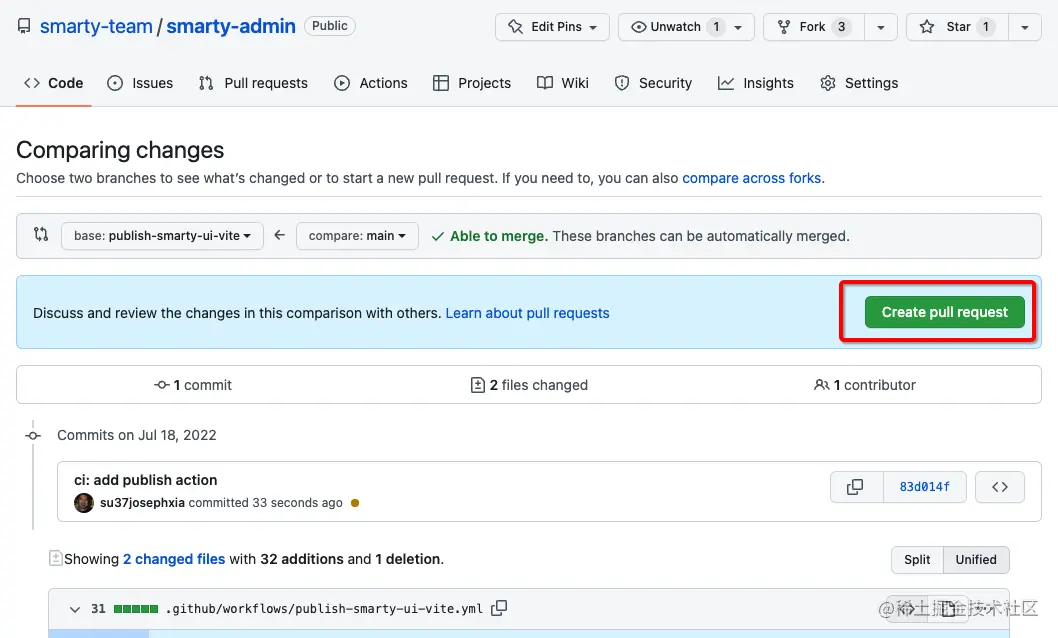 smarty-team / smarty-admin Public Edit Pins Unwatch 1 Fork 3 Star 1
Code Issues Pull requests Actions Projects Wiki Security Insights Settings
Comparing changes
Choose two branches to see what's changed or to start a new pull request. If you need to, you can also compare across forks.
base: publish-smarty-ui-vite ← compare: main ✓ Able to merge. These branches can be automatically merged.
Discuss and review the changes in this comparison with others. Learn about pull requests Create pull request
1 commit 2 files changed 1 contributor
Commits on Jul 18, 2022
ci: add publish action
su37josephxia committed 33 seconds ago 83d014f
Showing 2 changed files with 32 additions and 1 deletion. Split Unified
31 .github/workflows/publish-smarty-ui-vite.yml
@稀土掘金技术社区